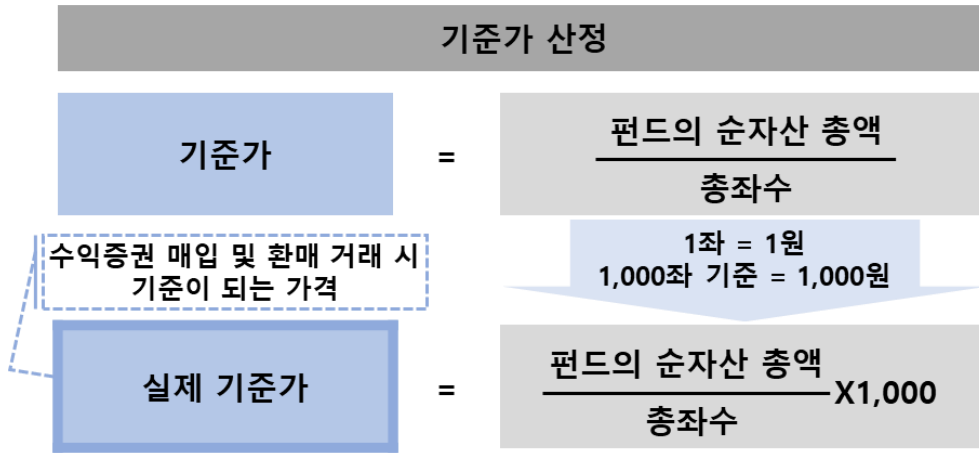 기준가 산정
기준가
=
펀드의 순자산 총액
총좌수
수익증권 매입 및 환매 거래 시
기준이 되는 가격
1좌 = 1원
1,000좌 기준 = 1,000원
실제 기준가
=
펀드의 순자산 총액
총좌수
X1,000